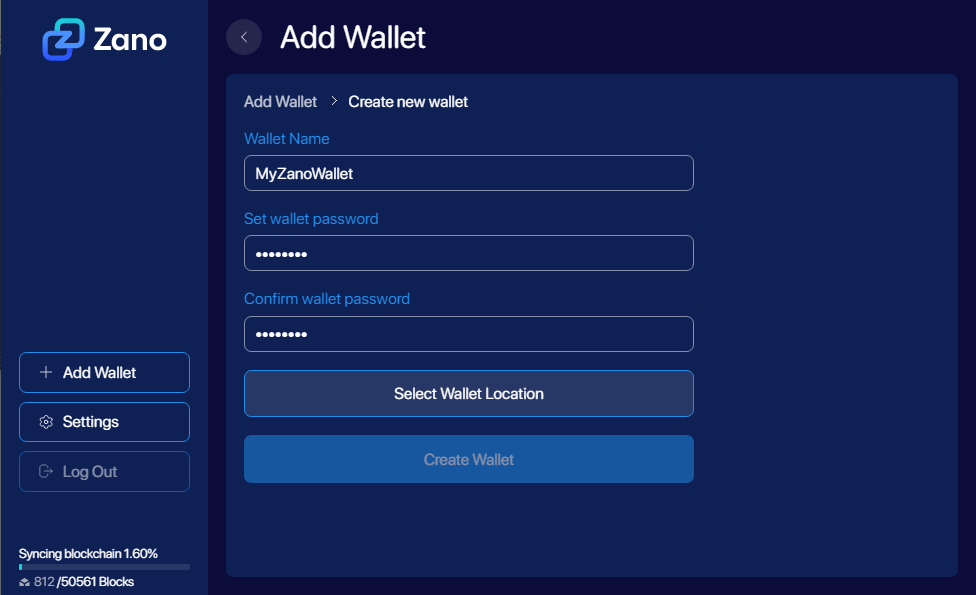 Zano
Add Wallet
Add Wallet > Create new wallet
Wallet Name
MyZanoWallet
Set wallet password
••••••••
Confirm wallet password
••••••••
Select Wallet Location
Create Wallet
Add Wallet
Settings
Log Out
Syncing blockchain 1.60%
812 /50561 Blocks